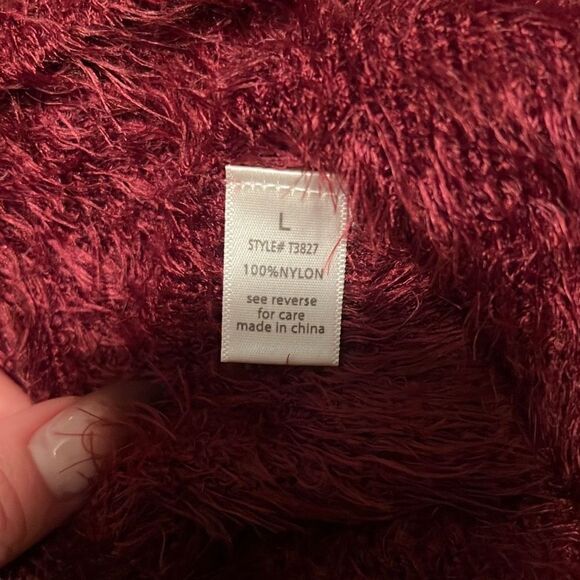 L
STYLE# T3827
100%NYLON
see reverse
for care
made in china